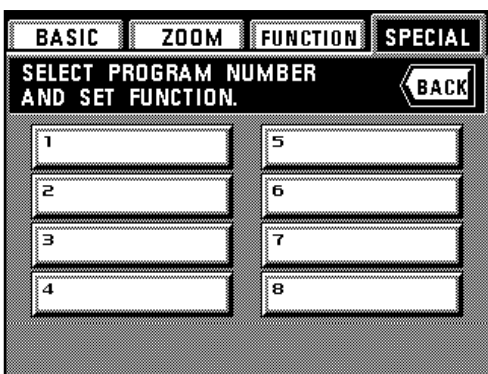 BASIC ZOOM FUNCTION SPECIAL
SELECT PROGRAM NUMBER
AND SET FUNCTION.
BACK
1
2
3
4
5
6
7
8